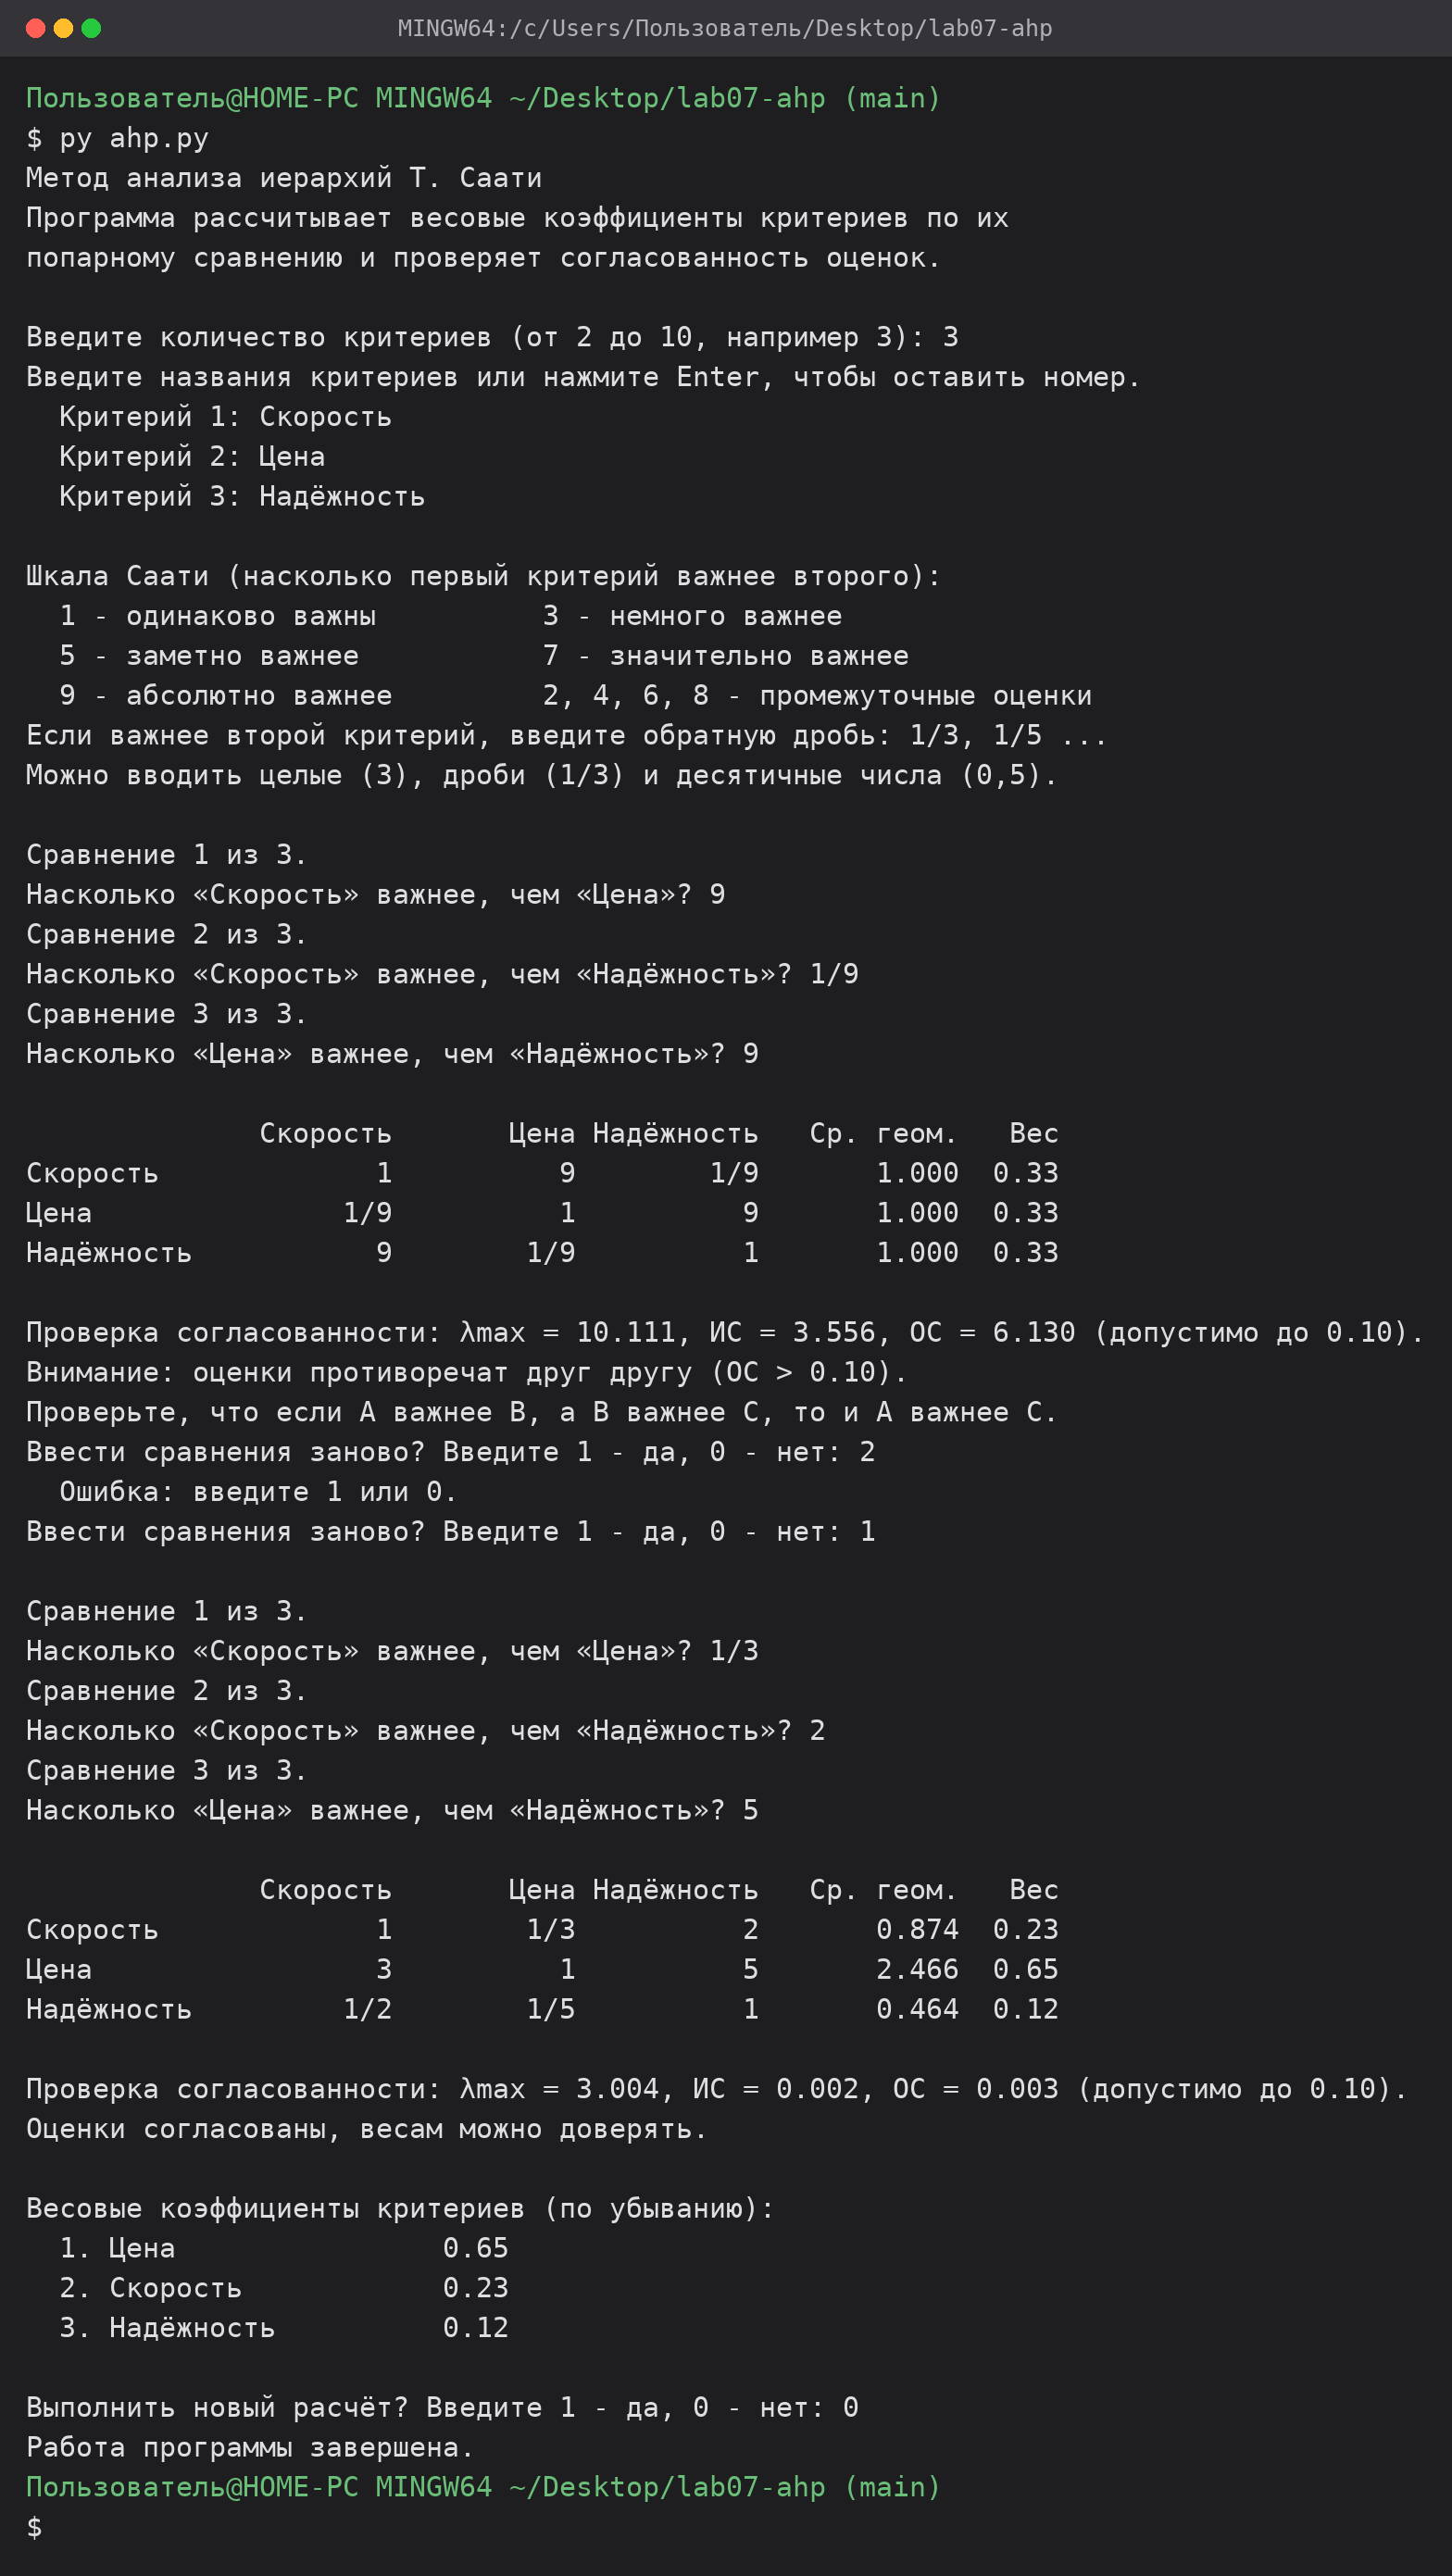 MINGW64:/c/Users/Пользователь/Desktop/lab07-ahp
Пользователь@HOME-PC MINGW64 ~/Desktop/lab07-ahp (main)
$ py ahp.py
Метод анализа иерархий Т. Саати
Программа рассчитывает весовые коэффициенты критериев по их
попарному сравнению и проверяет согласованность оценок.

Введите количество критериев (от 2 до 10, например 3): 3
Введите названия критериев или нажмите Enter, чтобы оставить номер.
  Критерий 1: Скорость
  Критерий 2: Цена
  Критерий 3: Надёжность

Шкала Саати (насколько первый критерий важнее второго):
  1 - одинаково важны          3 - немного важнее
  5 - заметно важнее           7 - значительно важнее
  9 - абсолютно важнее         2, 4, 6, 8 - промежуточные оценки
Если важнее второй критерий, введите обратную дробь: 1/3, 1/5 ...
Можно вводить целые (3), дроби (1/3) и десятичные числа (0,5).

Сравнение 1 из 3.
Насколько «Скорость» важнее, чем «Цена»? 9
Сравнение 2 из 3.
Насколько «Скорость» важнее, чем «Надёжность»? 1/9
Сравнение 3 из 3.
Насколько «Цена» важнее, чем «Надёжность»? 9

              Скорость       Цена Надёжность   Ср. геом.   Вес
Скорость             1          9        1/9       1.000  0.33
Цена               1/9          1          9       1.000  0.33
Надёжность           9        1/9          1       1.000  0.33

Проверка согласованности: λmax = 10.111, ИС = 3.556, ОС = 6.130 (допустимо до 0.10).
Внимание: оценки противоречат друг другу (ОС > 0.10).
Проверьте, что если A важнее B, а B важнее C, то и A важнее C.
Ввести сравнения заново? Введите 1 - да, 0 - нет: 2
  Ошибка: введите 1 или 0.
Ввести сравнения заново? Введите 1 - да, 0 - нет: 1

Сравнение 1 из 3.
Насколько «Скорость» важнее, чем «Цена»? 1/3
Сравнение 2 из 3.
Насколько «Скорость» важнее, чем «Надёжность»? 2
Сравнение 3 из 3.
Насколько «Цена» важнее, чем «Надёжность»? 5

              Скорость       Цена Надёжность   Ср. геом.   Вес
Скорость             1        1/3          2       0.874  0.23
Цена                 3          1          5       2.466  0.65
Надёжность         1/2        1/5          1       0.464  0.12

Проверка согласованности: λmax = 3.004, ИС = 0.002, ОС = 0.003 (допустимо до 0.10).
Оценки согласованы, весам можно доверять.

Весовые коэффициенты критериев (по убыванию):
  1. Цена                0.65
  2. Скорость            0.23
  3. Надёжность          0.12

Выполнить новый расчёт? Введите 1 - да, 0 - нет: 0
Работа программы завершена.
Пользователь@HOME-PC MINGW64 ~/Desktop/lab07-ahp (main)
$